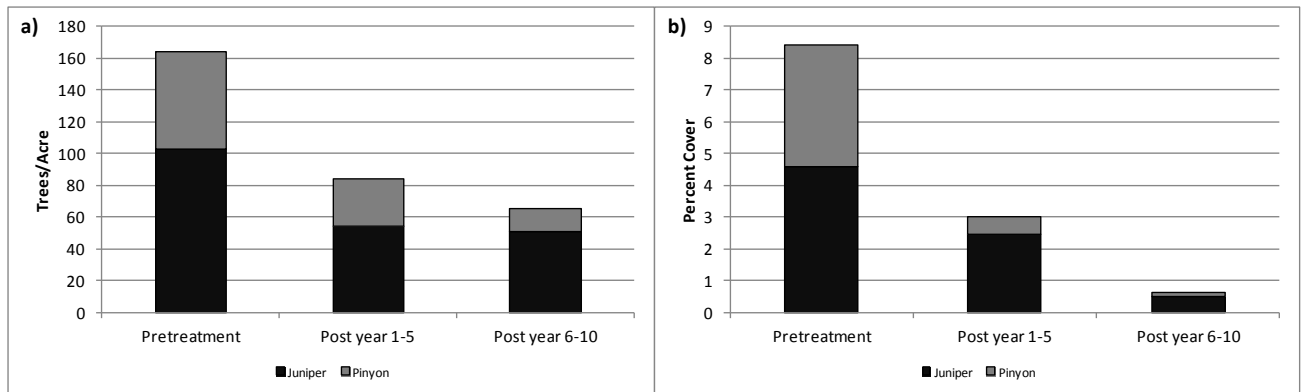 a)
180
160
140
120
100
80
60
40
20
0
Trees/Acre
Pretreatment Post year 1-5 Post year 6-10
Juniper Pinyon
b)
9
8
7
6
5
4
3
2
1
0
Percent Cover
Pretreatment Post year 1-5 Post year 6-10
Juniper Pinyon